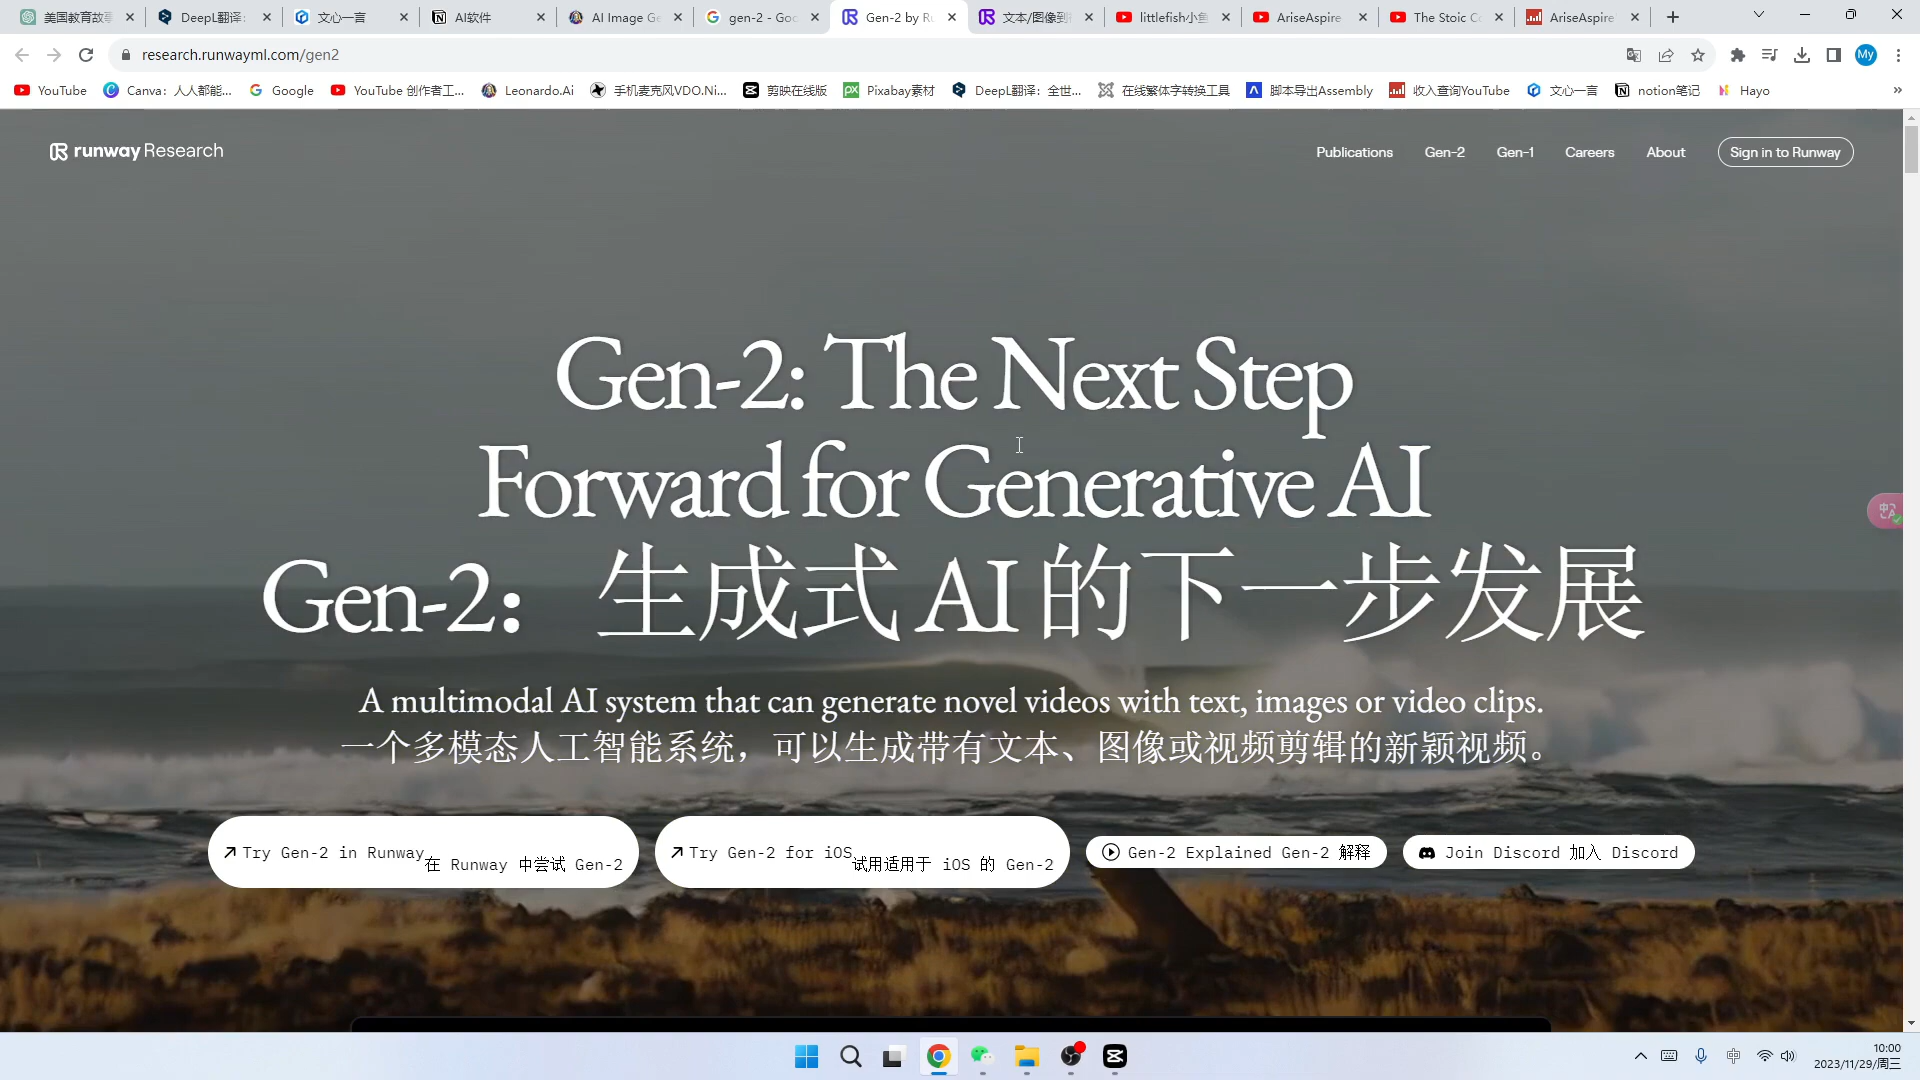 美国教育故事
DeepL翻译:
文心一言
AI软件
AI Image Ge
gen-2 - Goo
Gen-2 by Ru
文本/图像到
littlefish小鱼
AriseAspire
The Stoic Co
AriseAspire
research.runwayml.com/gen2
My
YouTube
Canva：人人都能...
Google
YouTube 创作者工...
Leonardo.Ai
手机麦克风VDO.Ni...
剪映在线版
Pixabay素材
DeepL翻译：全世...
在线繁体字转换工具
脚本导出Assembly
收入查询YouTube
文心一言
notion笔记
Hayo
runway Research
Publications
Gen-2
Gen-1
Careers
About
Sign in to Runway
Gen-2: The Next Step
Forward for Generative AI
Gen-2：生成式 AI 的下一步发展
A multimodal AI system that can generate novel videos with text, images or video clips.
一个多模态人工智能系统，可以生成带有文本、图像或视频剪辑的新颖视频。
Try Gen-2 in Runway 在 Runway 中尝试 Gen-2
Try Gen-2 for iOS 试用适用于 iOS 的 Gen-2
Gen-2 Explained Gen-2 解释
Join Discord 加入 Discord
中
10:00
2023/11/29/周三